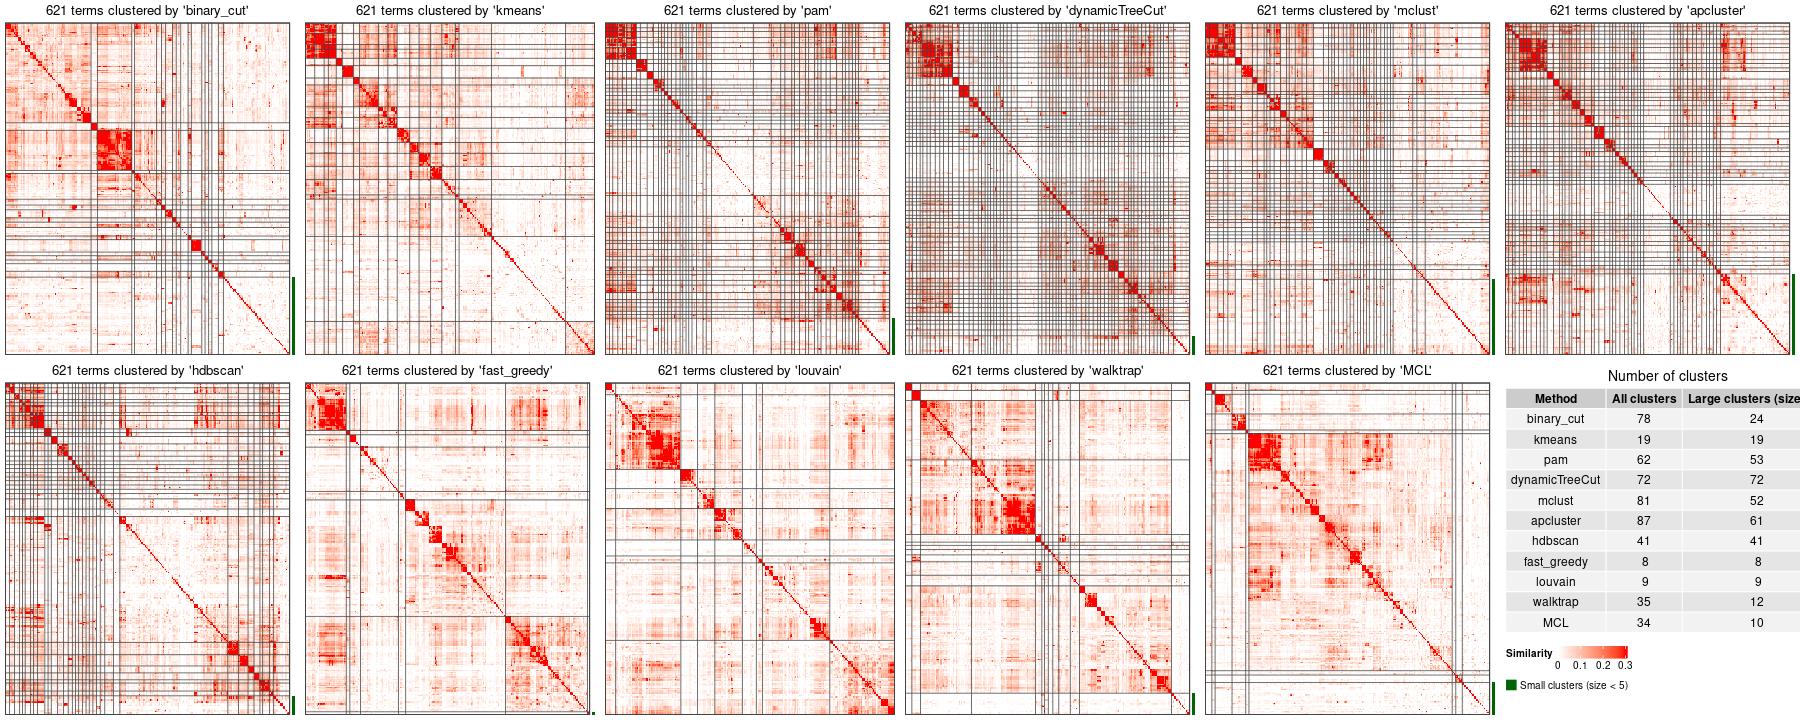 621 terms clustered by 'binary_cut'
621 terms clustered by 'kmeans'
621 terms clustered by 'pam'
621 terms clustered by 'dynamicTreeCut'
621 terms clustered by 'mclust'
621 terms clustered by 'apcluster'
621 terms clustered by 'hdbscan'
621 terms clustered by 'fast_greedy'
621 terms clustered by 'louvain'
621 terms clustered by 'walktrap'
621 terms clustered by 'MCL'
Number of clusters
Method All clusters Large clusters (size
binary_cut 78 24
kmeans 19 19
pam 62 53
dynamicTreeCut 72 72
mclust 81 52
apcluster 87 61
hdbscan 41 41
fast_greedy 8 8
louvain 9 9
walktrap 35 12
MCL 34 10
Similarity
0 0.1 0.2 0.3
Small clusters (size < 5)